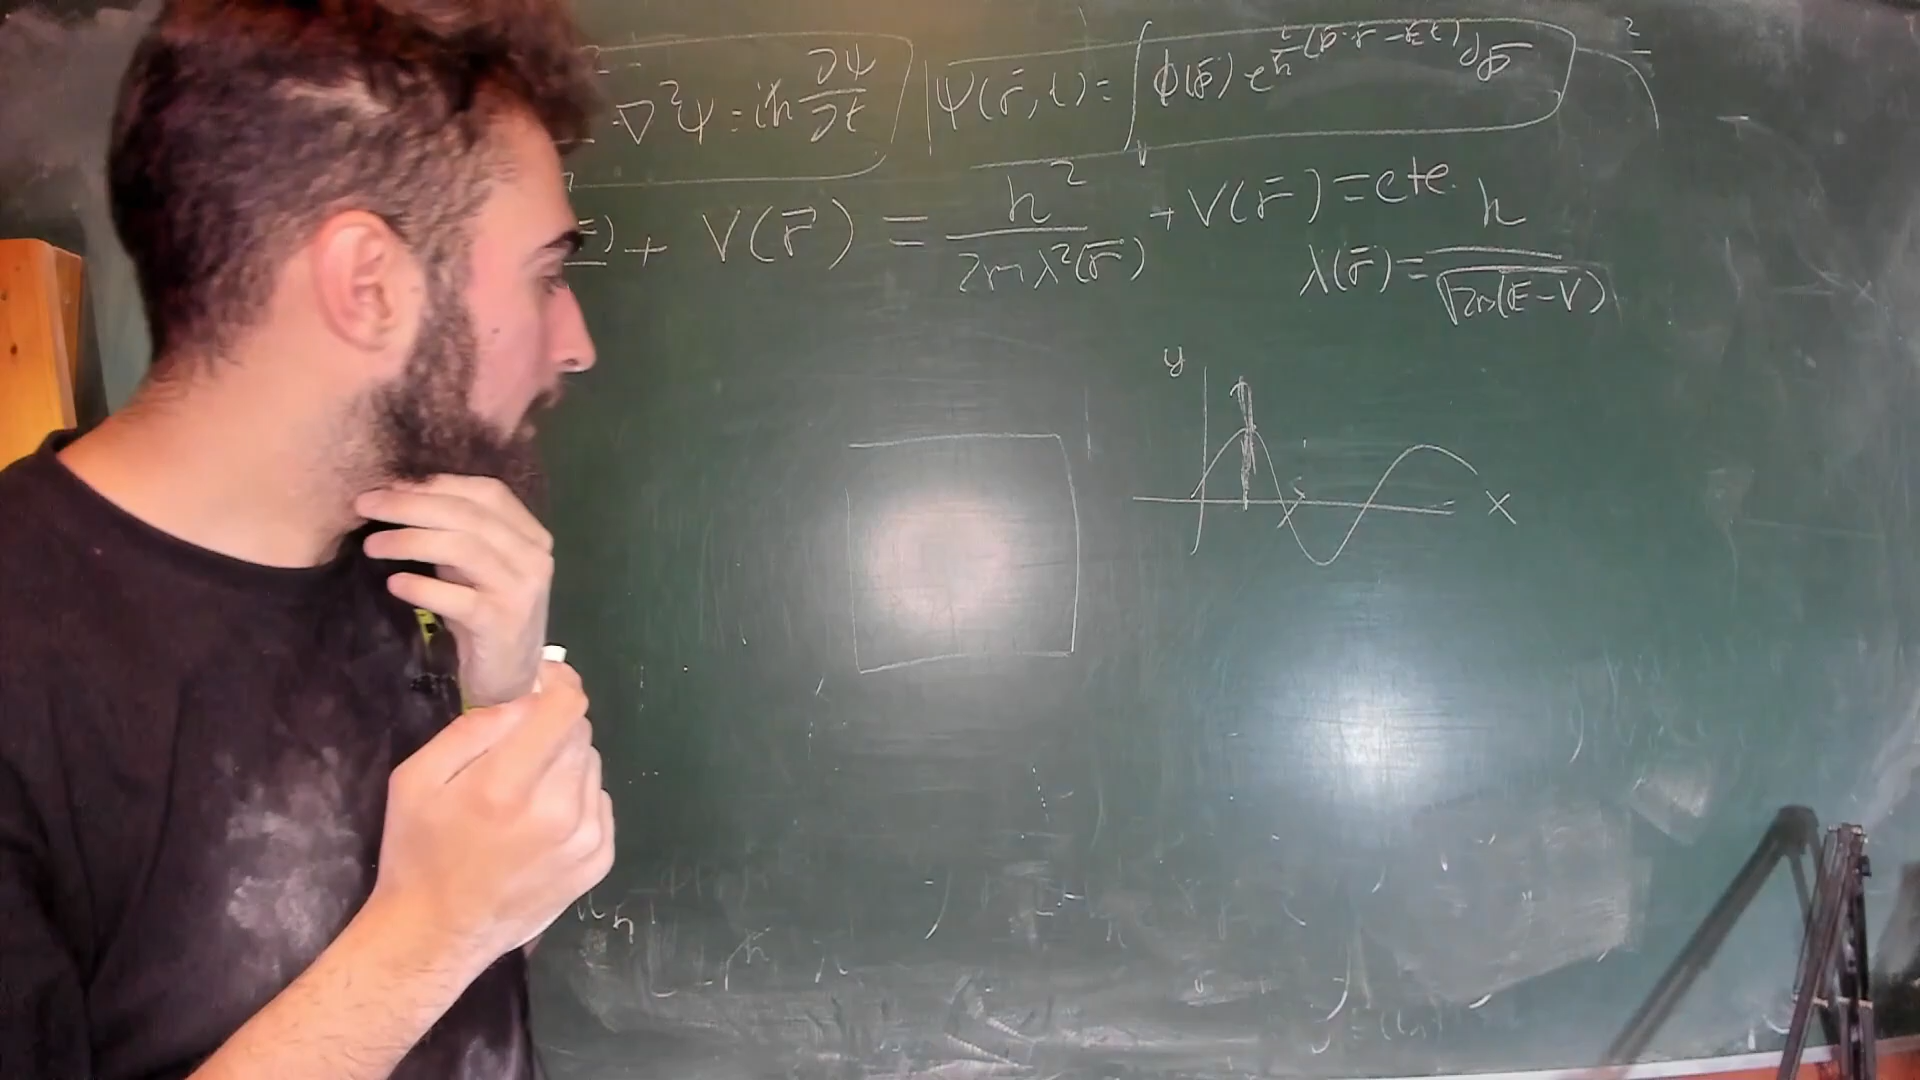 ∇²ψ = iħ ∂ψ/∂t
ψ(r̄,t) = ∫ϕ(p̄) e^{i/ħ(p̄·r̄−Et)} dp̄
+ V(r̄) = h²/2mλ²(r̄) + V(r̄) = cte.
λ(r̄) = h/√2m(E−V)
y
x